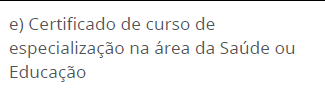 e) Certificado de curso de
especialização na área da Saúde ou
Educação